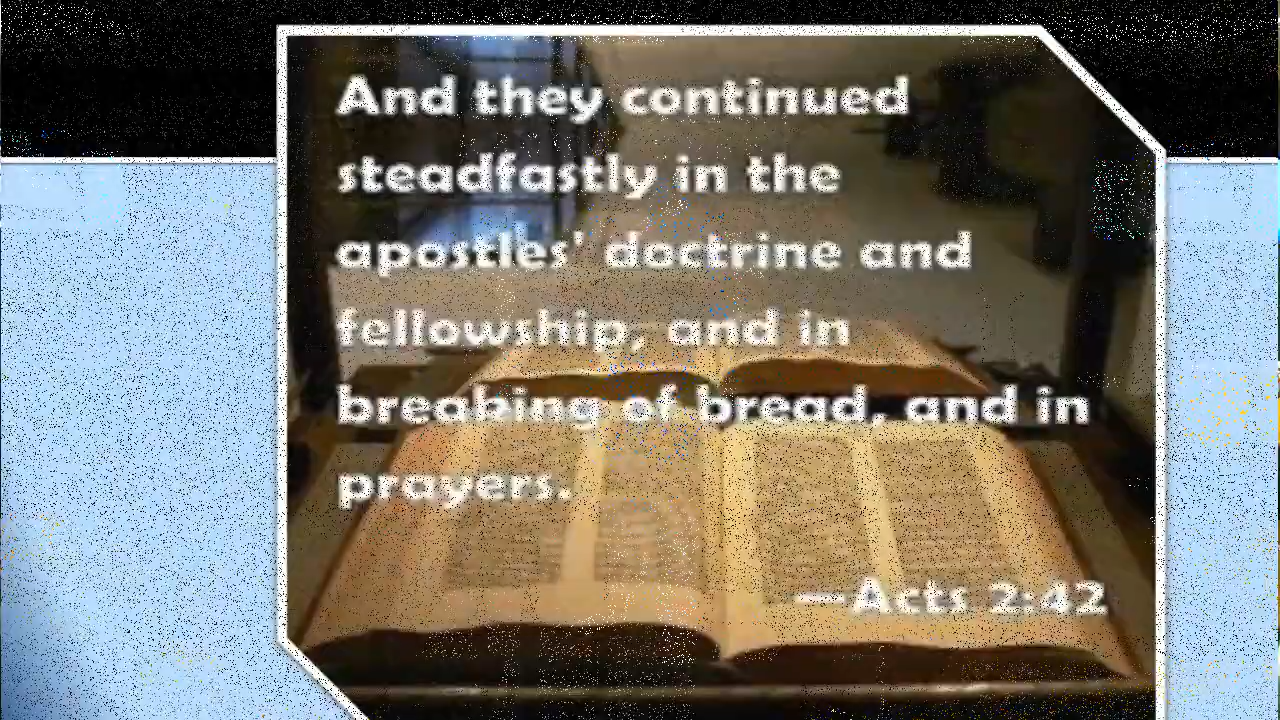 And they continued
steadfastly in the
apostles' doctrine and
fellowship, and in
breaking of bread, and in
prayers.
—Acts 2:42